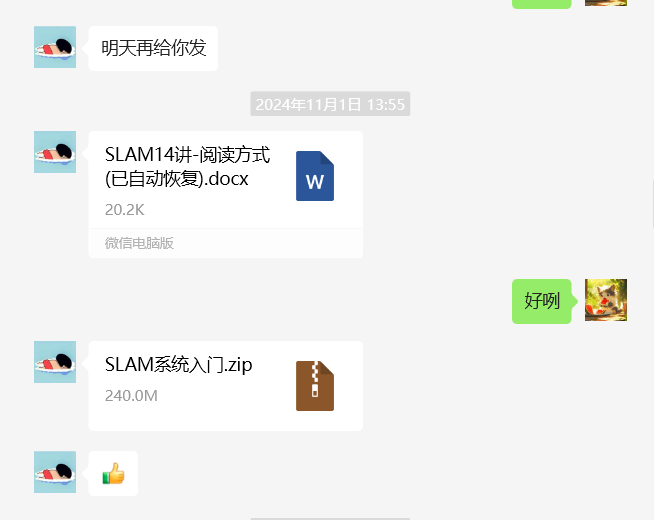 明天再给你发
2024年11月1日 13:55
SLAM14讲-阅读方式
(已自动恢复).docx
W
20.2K
微信电脑版
好咧
SLAM系统入门.zip
240.0M